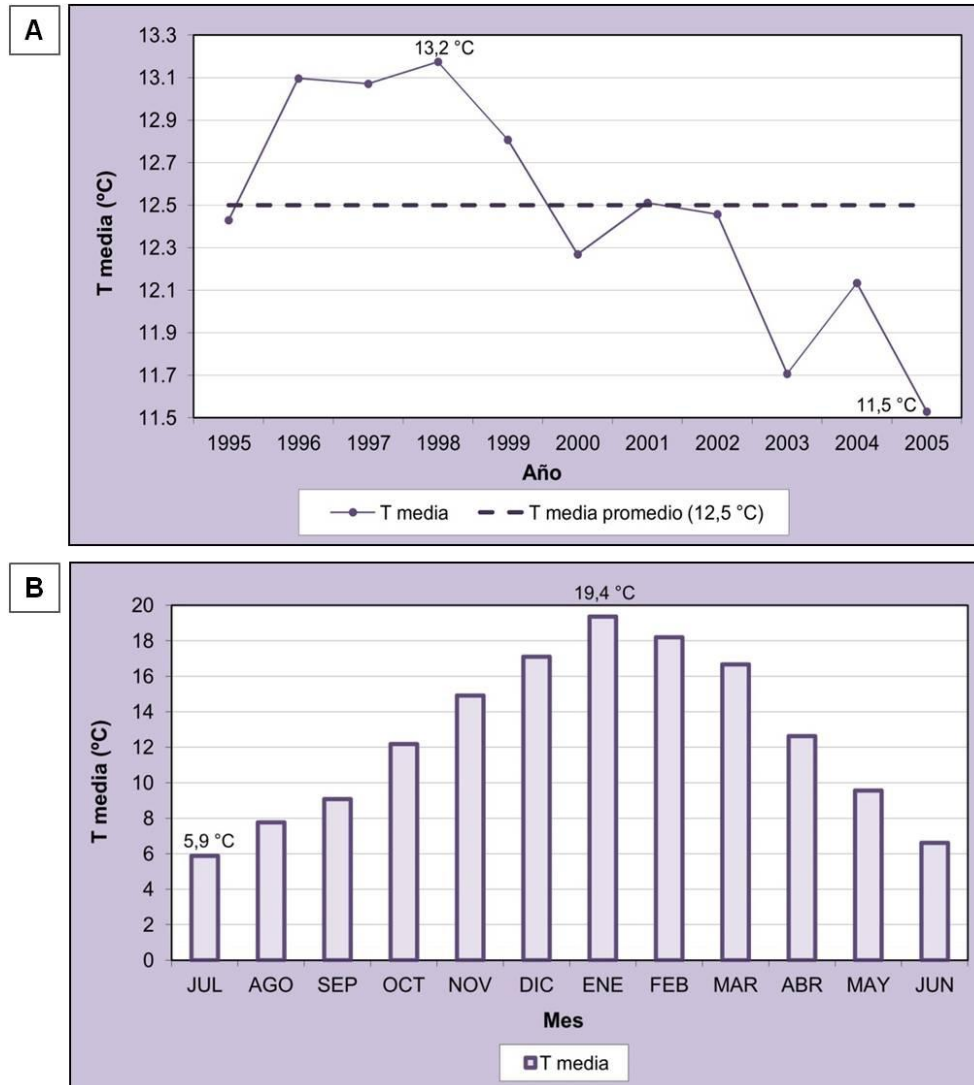 A
13.3
13.1
12.9
12.7
12.5
12.3
12.1
11.9
11.7
11.5
T media (ºC)
13,2 °C
11,5 °C
1995 1996 1997 1998 1999 2000 2001 2002 2003 2004 2005
Año
T media T media promedio (12,5 °C)
B
20
18
16
14
12
10
8
6
4
2
0
T media (ºC)
19,4 °C
5,9 °C
JUL AGO SEP OCT NOV DIC ENE FEB MAR ABR MAY JUN
Mes
T media